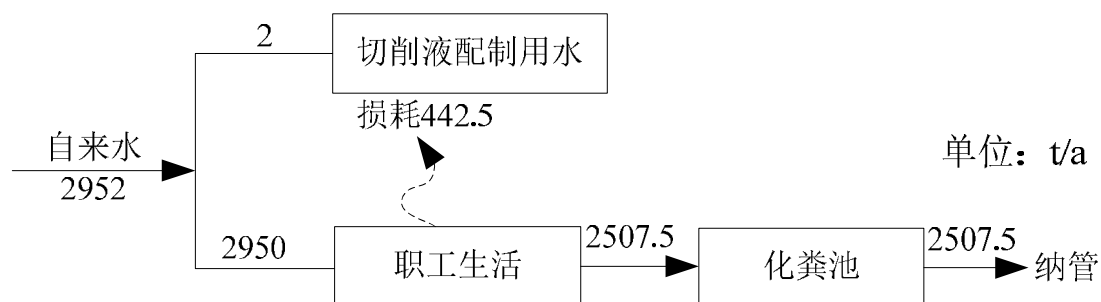 2
切削液配制用水
损耗442.5
自来水
2952
单位：t/a
2950
职工生活
2507.5
化粪池
2507.5
纳管